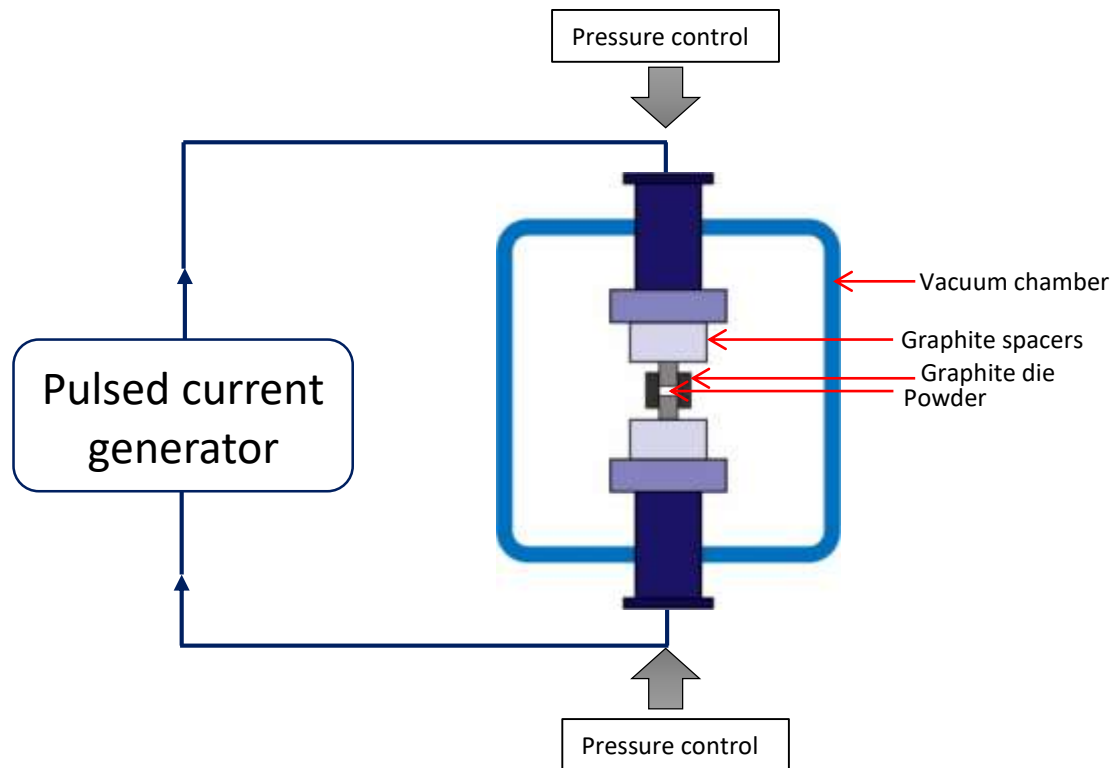 Pressure control
Vacuum chamber
Graphite spacers
Graphite die
Powder
Pulsed current
generator
Pressure control